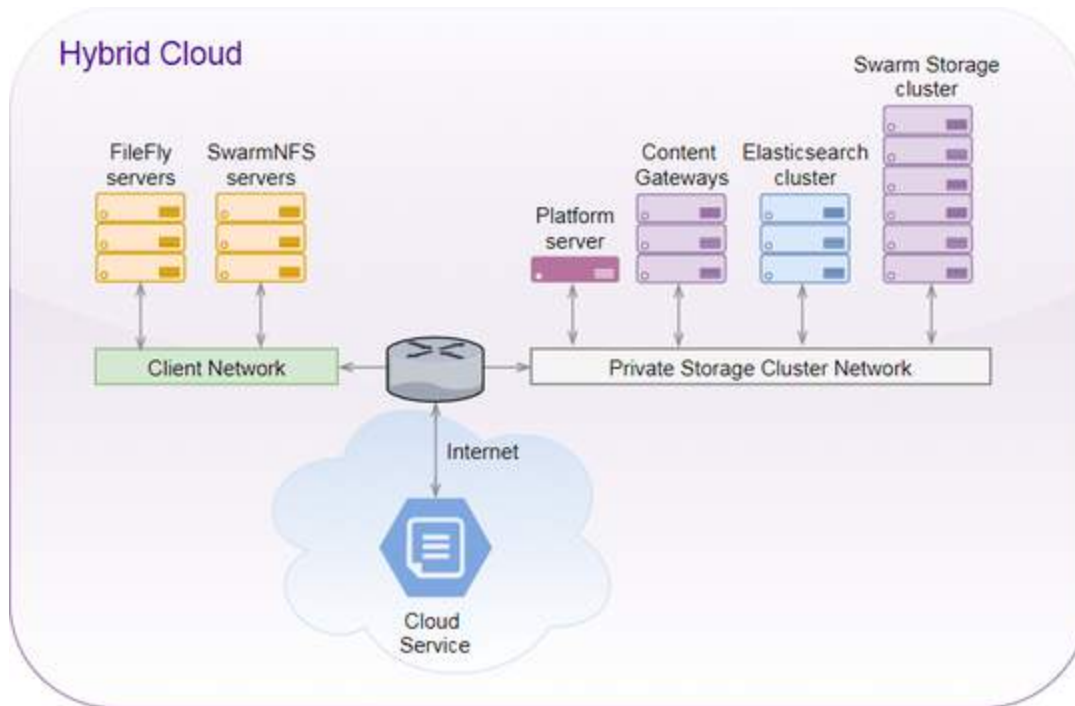 Hybrid Cloud
Swarm Storage
cluster
FileFly
servers
SwarmNFS
servers
Content
Gateways
Elasticsearch
cluster
Platform
server
Client Network
Private Storage Cluster Network
Internet
Cloud
Service